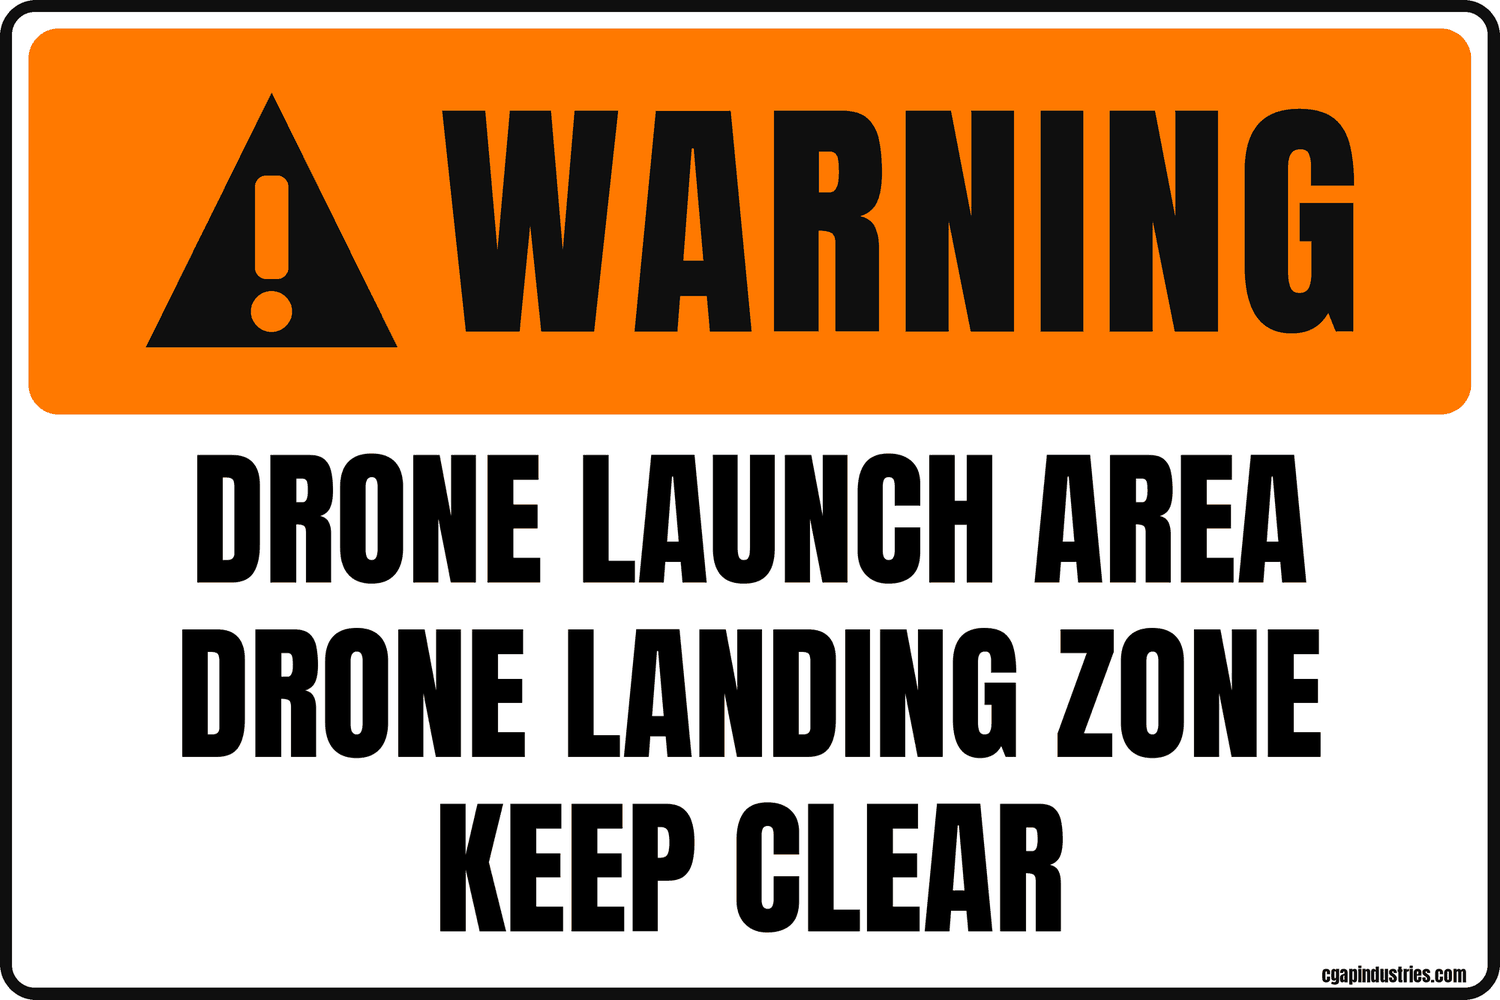 WARNING
DRONE LAUNCH AREA
DRONE LANDING ZONE
KEEP CLEAR
cgapindustries.com